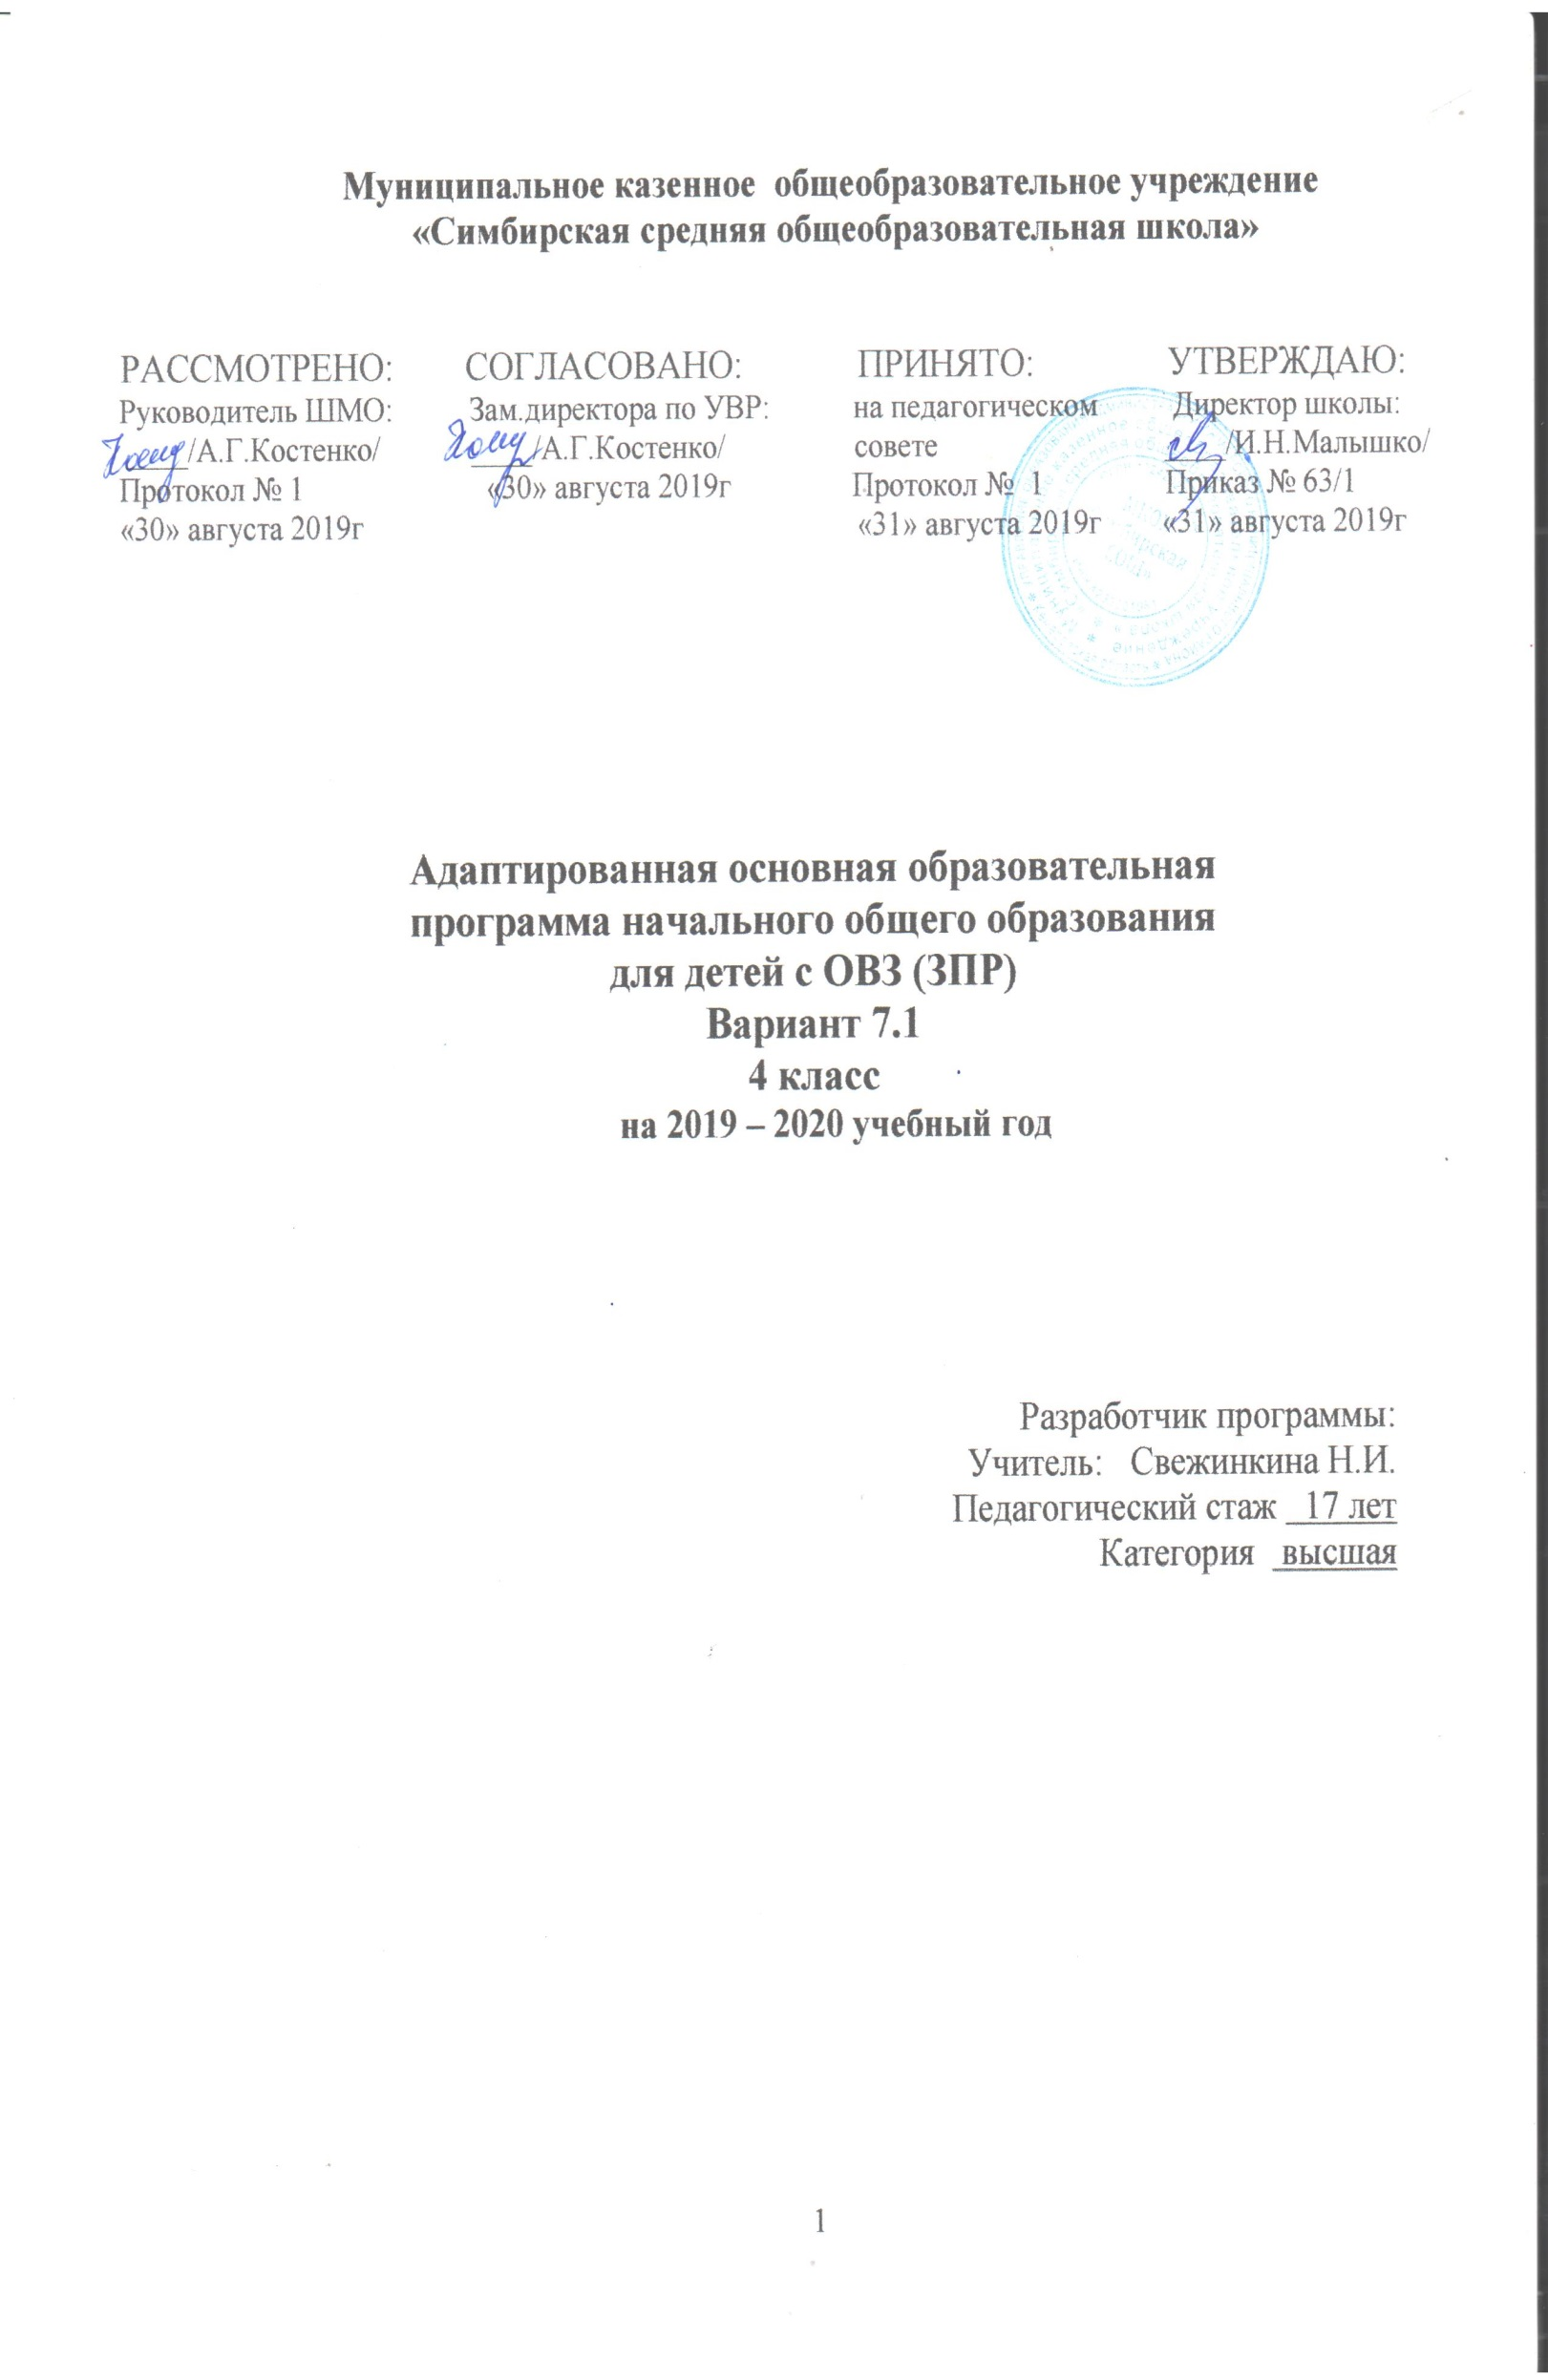 Муниципальное казенное общеобразовательное учреждение
«Симбирская средняя общеобразовательная школа»
РАССМОТРЕНО:
Руководитель ШМО:
____/А.Г.Костенко/
Протокол № 1
«30» августа 2019г
СОГЛАСОВАНО:
Зам.директора по УВР:
____/А.Г.Костенко/
«30» августа 2019г
ПРИНЯТО:
на педагогическом
совете
Протокол № 1
«31» августа 2019г
УТВЕРЖДАЮ:
Директор школы:
____/И.Н.Малышко/
Приказ № 63/1
«31» августа 2019г
Адаптированная основная образовательная
программа начального общего образования
для детей с ОВЗ (ЗПР)
Вариант 7.1
4 класс
на 2019 – 2020 учебный год
Разработчик программы:
Учитель: Свежинкина Н.И.
Педагогический стаж 17 лет
Категория высшая
1